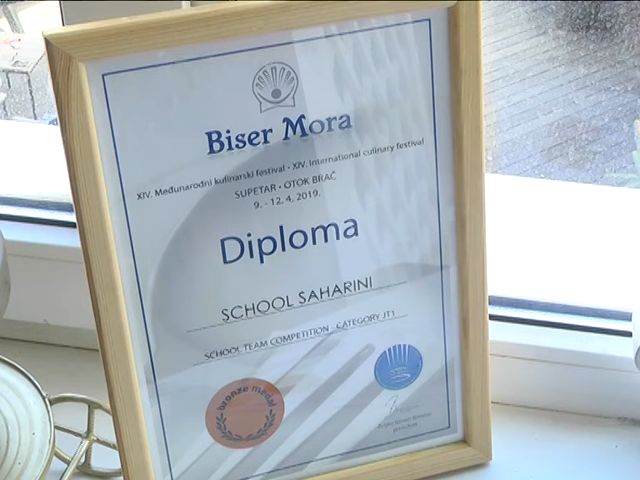 Biser Mora
XIV. Međunarodni kulinarski festival • XIV. International culinary festival
SUPETAR • OTOK BRAČ
9. - 12. 4. 2019.
Diploma
SCHOOL SAHARINI
SCHOOL TEAM COMPETITION - CATEGORY JT1
bronze medal